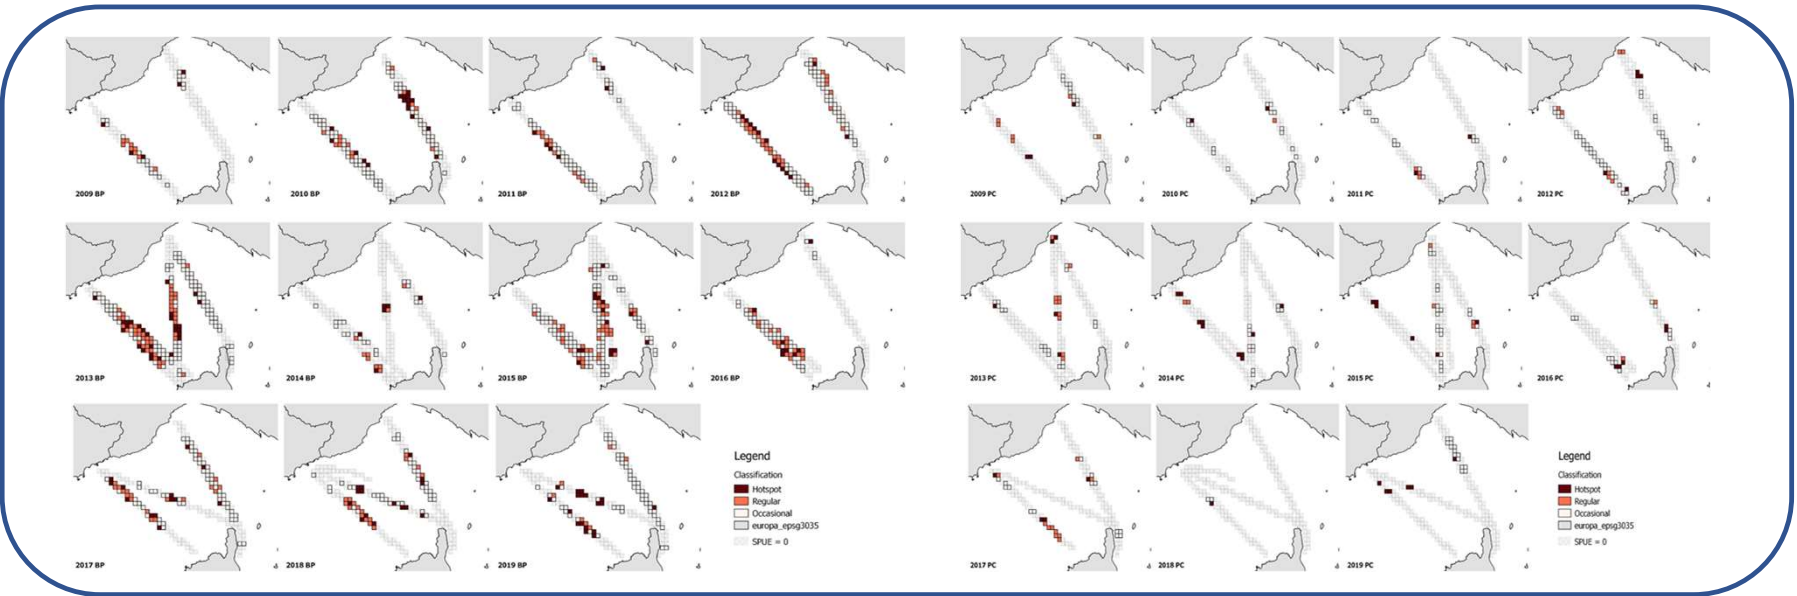 2009 BP
2010 BP
2011 BP
2012 BP
2009 PC
2010 PC
2011 PC
2012 PC
2013 BP
2014 BP
2015 BP
2016 BP
2013 PC
2014 PC
2015 PC
2016 PC
2017 BP
2018 BP
2019 BP
Legend
Classification
Hotspot
Regular
Occasional
europa_epsg3035
SPUE = 0
2017 PC
2018 PC
2019 PC
Legend
Classification
Hotspot
Regular
Occasional
europa_epsg3035
SPUE = 0